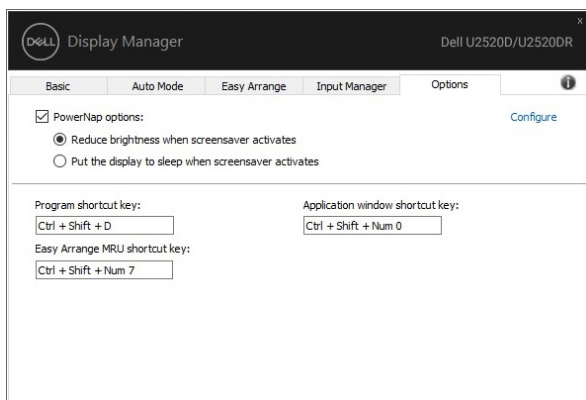 DELL Display Manager Dell U2520D/U2520DR
x
Basic Auto Mode Easy Arrange Input Manager Options
PowerNap options: Configure
Reduce brightness when screensaver activates
Put the display to sleep when screensaver activates
Program shortcut key: Application window shortcut key:
Ctrl + Shift + D Ctrl + Shift + Num 0
Easy Arrange MRU shortcut key:
Ctrl + Shift + Num 7